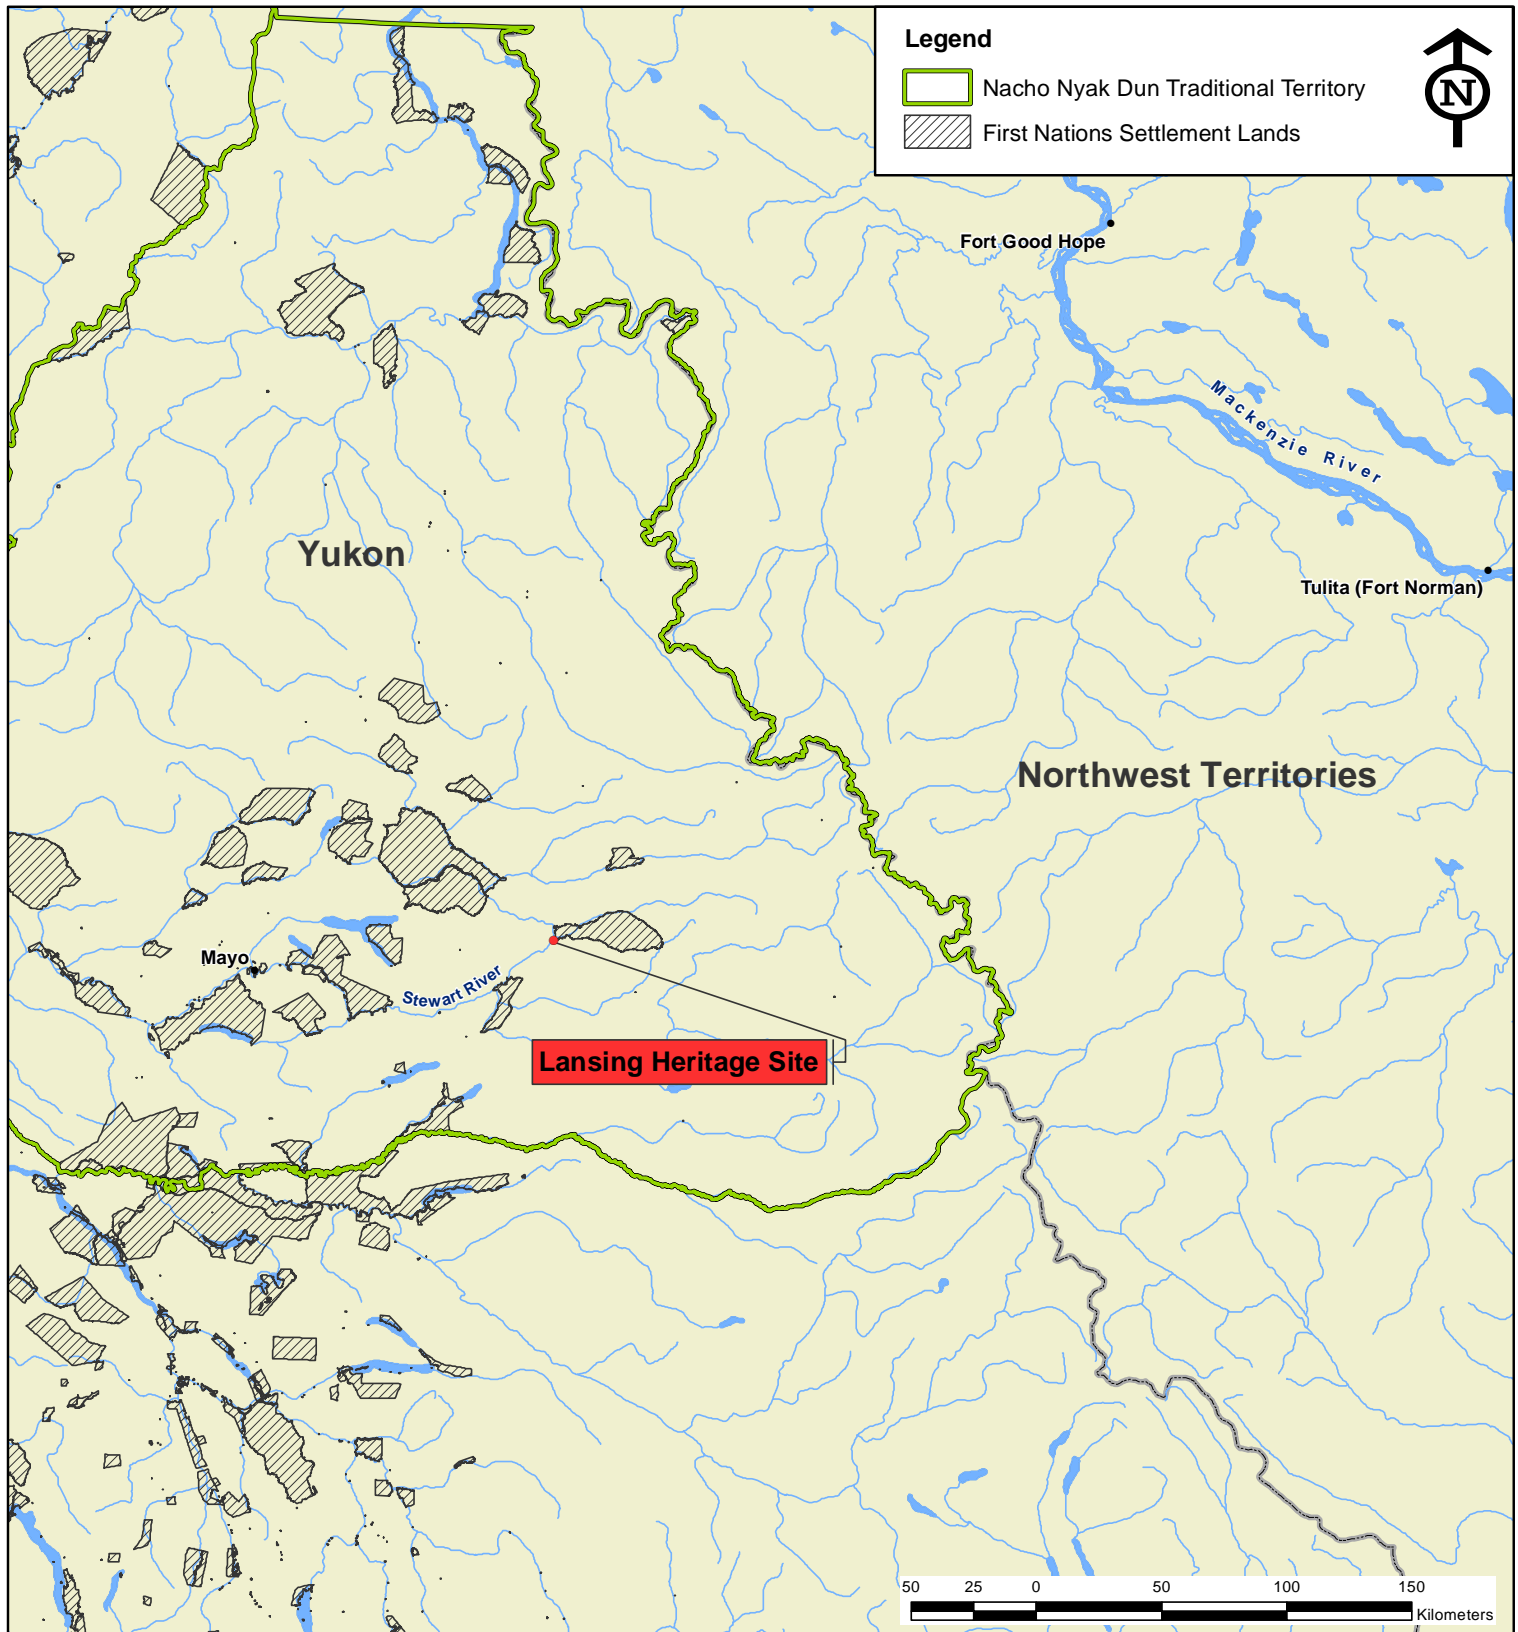 Legend
Nacho Nyak Dun Traditional Territory
First Nations Settlement Lands
N
Fort Good Hope
Mackenzie River
Yukon
Tulita (Fort Norman)
Northwest Territories
Mayo
Stewart River
Lansing Heritage Site
50 25 0 50 100 150
Kilometers